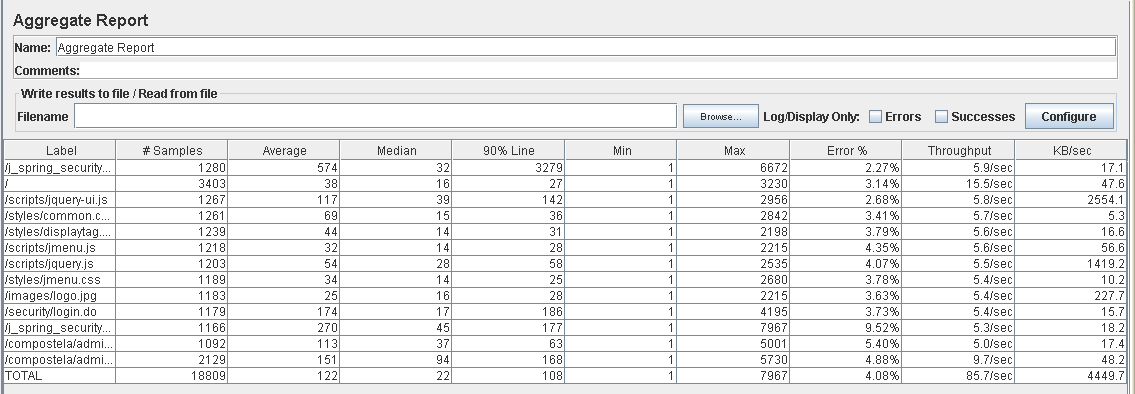 Aggregate Report
Name: Aggregate Report
Comments:
Write results to file / Read from file
Filename Browse... Log/Display Only: Errors Successes Configure
Label # Samples Average Median 90% Line Min Max Error % Throughput KB/sec
/j_spring_security... 1280 574 32 3279 1 6672 2.27% 5.9/sec 17.1
/ 3403 38 16 27 1 3230 3.14% 15.5/sec 47.6
/scripts/jquery-ui.js 1267 117 39 142 1 2956 2.68% 5.8/sec 2554.1
/styles/common.c... 1261 69 15 36 1 2842 3.41% 5.7/sec 5.3
/styles/displaytag.... 1239 44 14 31 1 2198 3.79% 5.6/sec 16.6
/scripts/jmenu.js 1218 32 14 28 1 2215 4.35% 5.6/sec 56.6
/scripts/jquery.js 1203 54 28 58 1 2535 4.07% 5.5/sec 1419.2
/styles/jmenu.css 1189 34 14 25 1 2680 3.78% 5.4/sec 10.2
/images/logo.jpg 1183 25 16 28 1 2215 3.63% 5.4/sec 227.7
/security/login.do 1179 174 17 186 1 4195 3.73% 5.4/sec 15.7
/j_spring_security... 1166 270 45 177 1 7967 9.52% 5.3/sec 18.2
/compostela/admi... 1092 113 37 63 1 5001 5.40% 5.0/sec 17.4
/compostela/admi... 2129 151 94 168 1 5730 4.88% 9.7/sec 48.2
TOTAL 18809 122 22 108 1 7967 4.08% 85.7/sec 4449.7